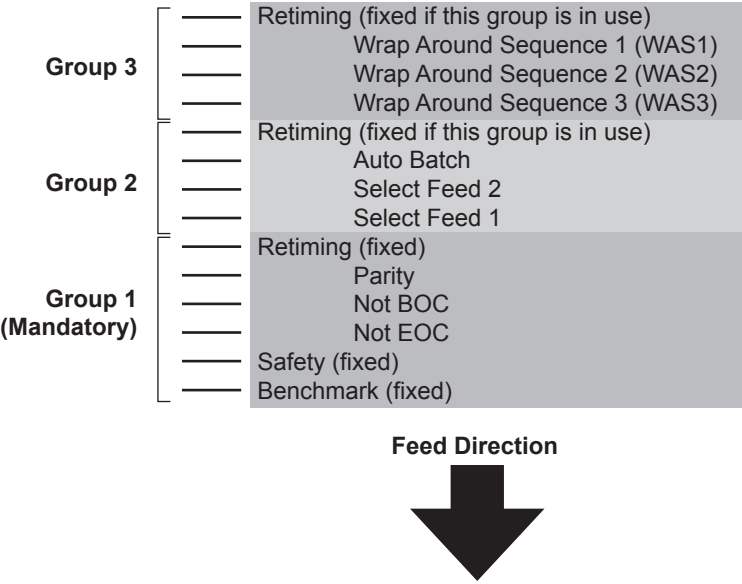 Group 3
Retiming (fixed if this group is in use)
Wrap Around Sequence 1 (WAS1)
Wrap Around Sequence 2 (WAS2)
Wrap Around Sequence 3 (WAS3)
Group 2
Retiming (fixed if this group is in use)
Auto Batch
Select Feed 2
Select Feed 1
Group 1
(Mandatory)
Retiming (fixed)
Parity
Not BOC
Not EOC
Safety (fixed)
Benchmark (fixed)
Feed Direction